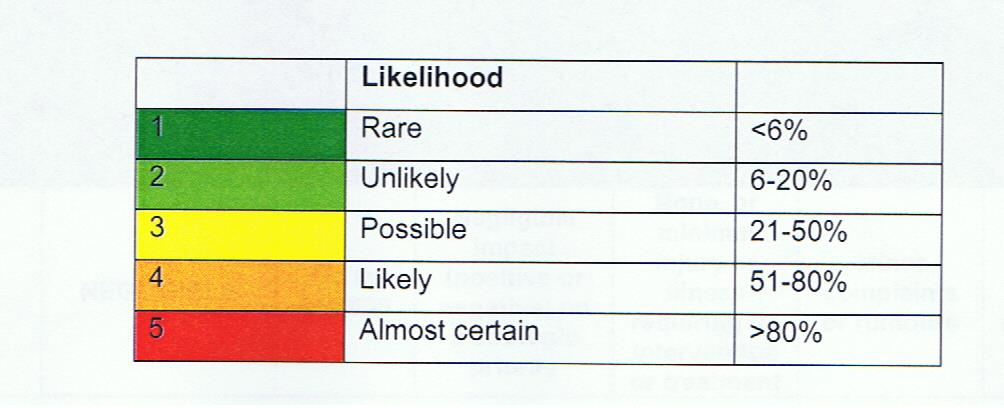 Likelihood
1 Rare <6%
2 Unlikely 6-20%
3 Possible 21-50%
4 Likely 51-80%
5 Almost certain >80%